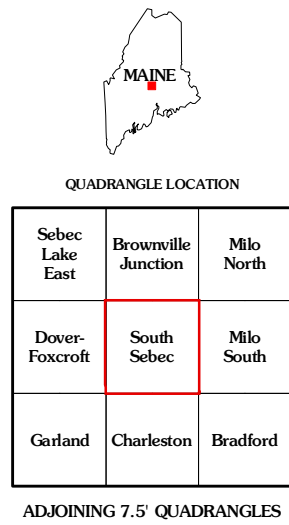 MAINE
QUADRANGLE LOCATION
Sebec
Lake
East
Brownville
Junction
Milo
North
Dover-
Foxcroft
South
Sebec
Milo
South
Garland
Charleston
Bradford
ADJOINING 7.5' QUADRANGLES